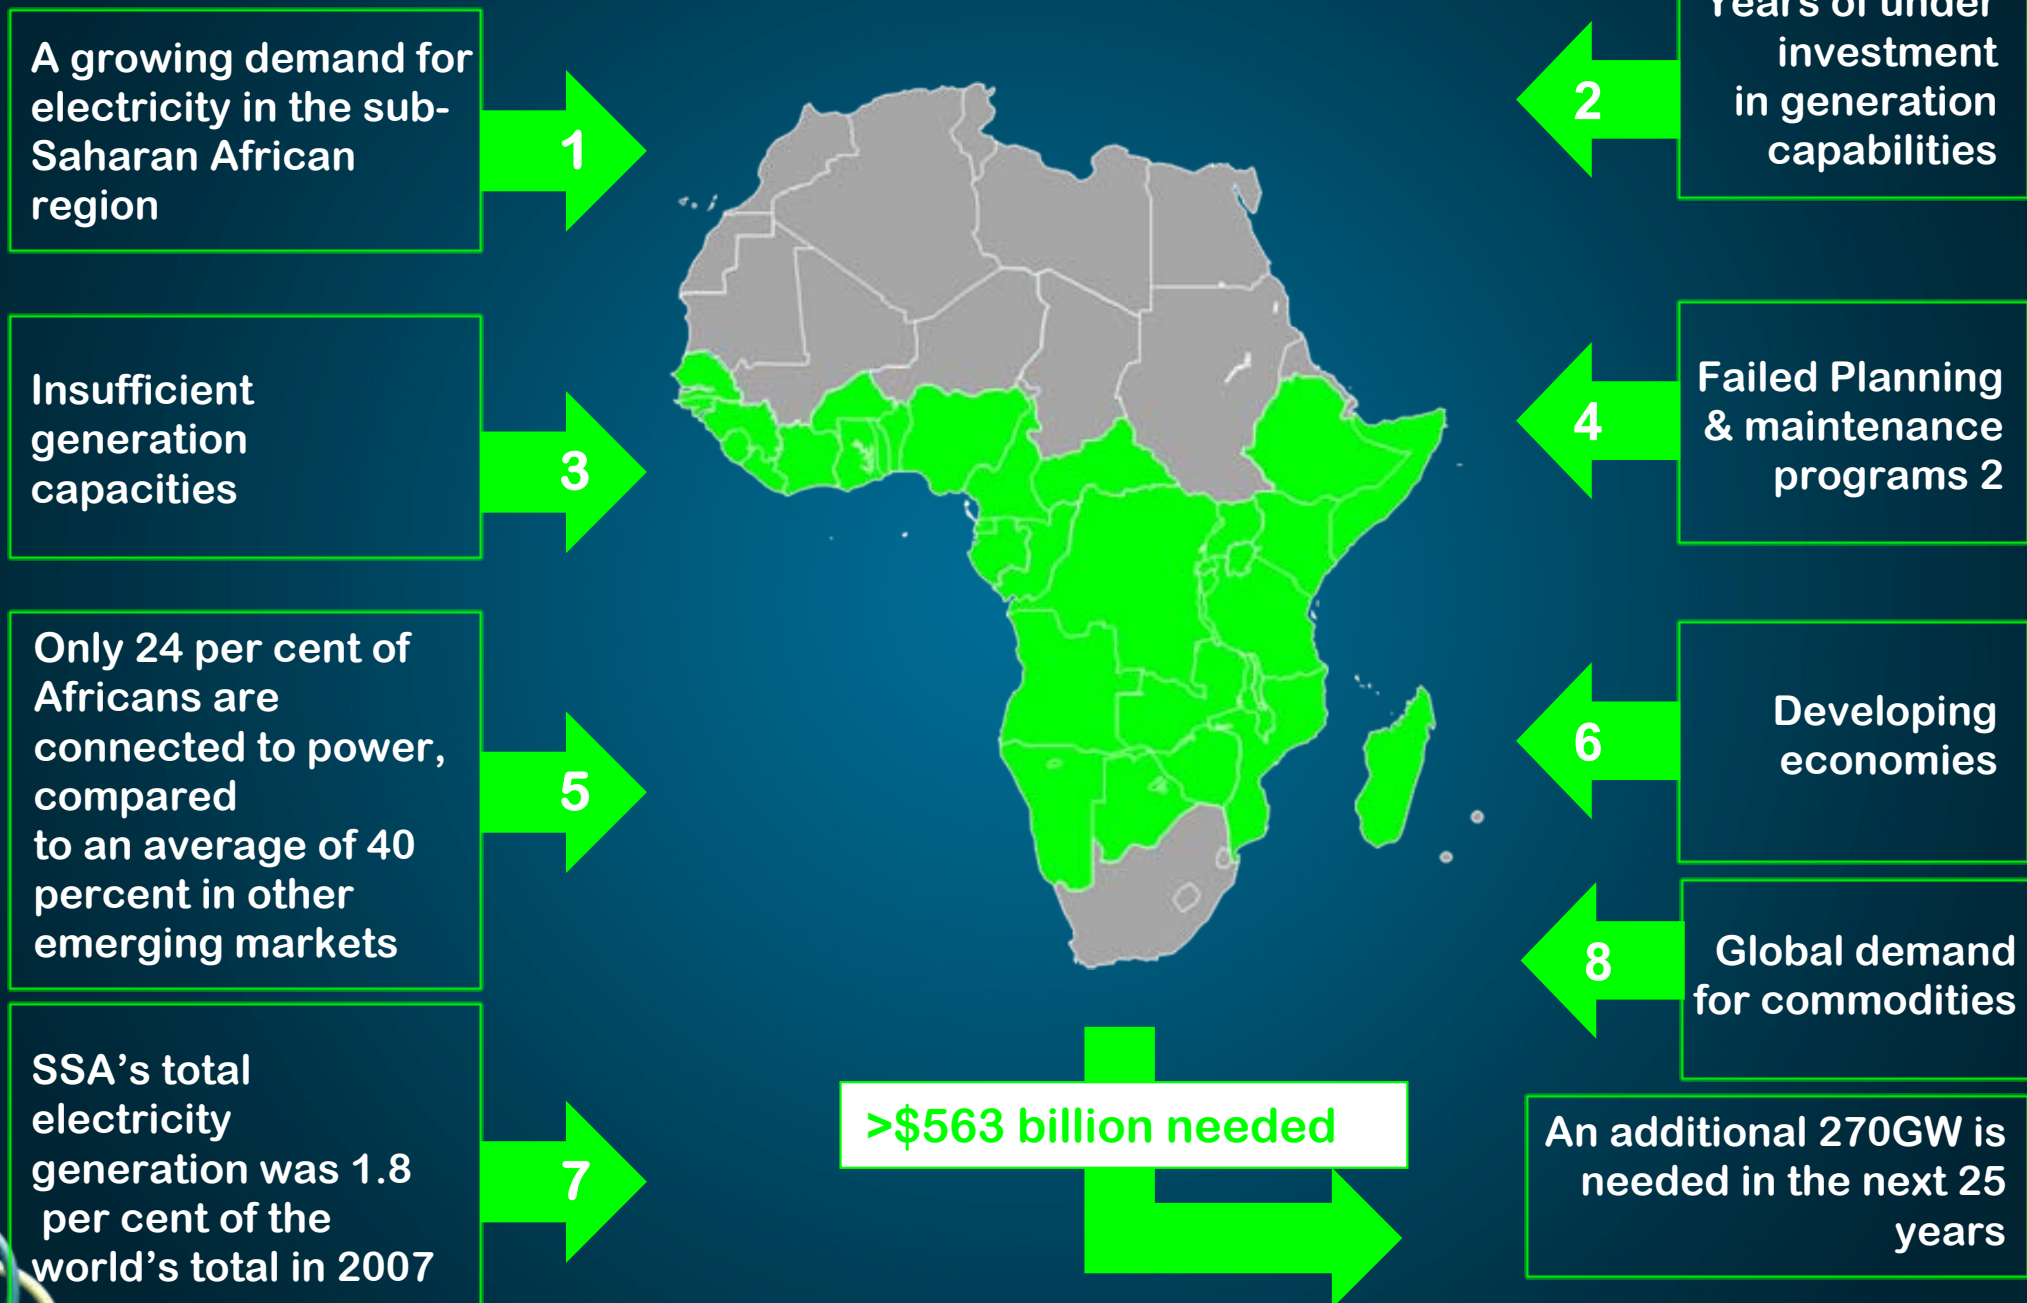 A growing demand for
electricity in the sub-
Saharan African
region
1
Years of under
investment
in generation
capabilities
2
Insufficient
generation
capacities
3
Failed Planning
& maintenance
programs 2
4
Only 24 per cent of
Africans are
connected to power,
compared
to an average of 40
percent in other
emerging markets
5
Developing
economies
6
SSA’s total
electricity
generation was 1.8
per cent of the
world’s total in 2007
7
Global demand
for commodities
8
>$563 billion needed
An additional 270GW is
needed in the next 25
years